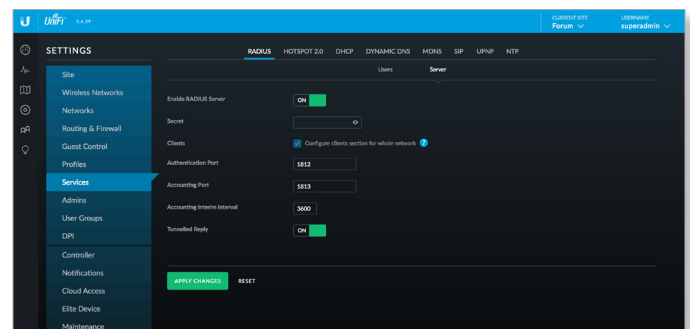 UniFi 5.6.29
CURRENT SITE
Forum
USERNAME
superadmin
SETTINGS
RADIUS HOTSPOT 2.0 DHCP DYNAMIC DNS MDNS SIP UPNP NTP
Users Server
Site
Wireless Networks
Networks
Routing & Firewall
Guest Control
Profiles
Services
Admins
User Groups
DPI
Controller
Notifications
Cloud Access
Elite Device
Maintenance
Enable RADIUS Server ON
Secret
Clients Configure clients section for whole network ?
Authentication Port 1812
Accounting Port 1813
Accounting Interim Interval 3600
Tunnelled Reply ON
APPLY CHANGES RESET